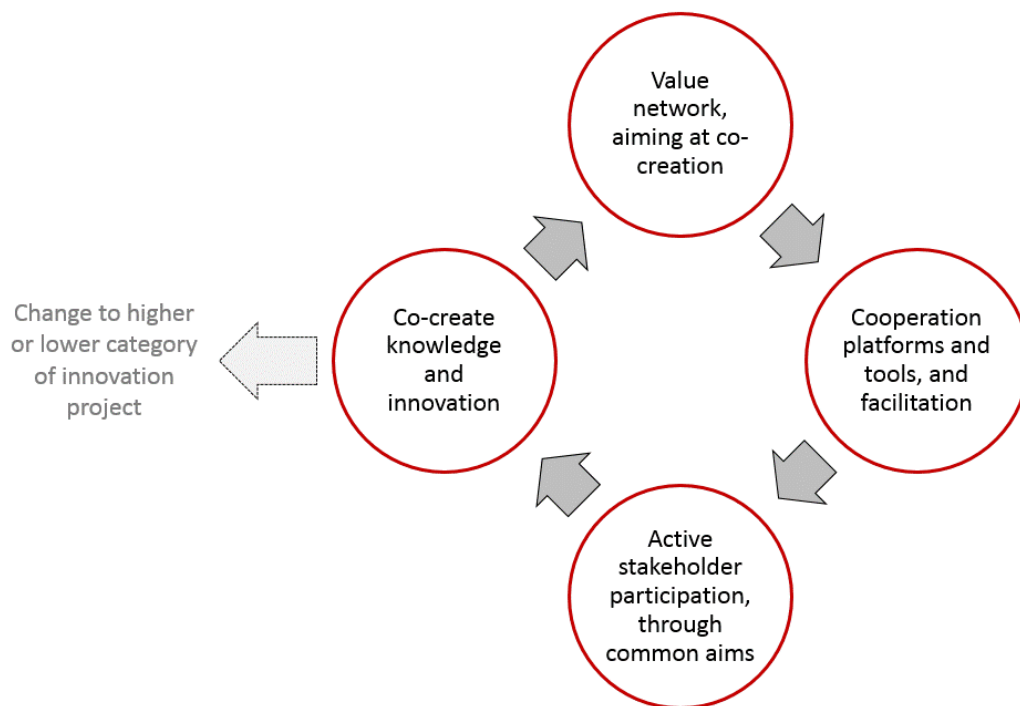 Value
network,
aiming at co-
creation
Change to higher
or lower category
of innovation
project
Co-create
knowledge
and
innovation
Cooperation
platforms and
tools, and
facilitation
Active
stakeholder
participation,
through
common aims